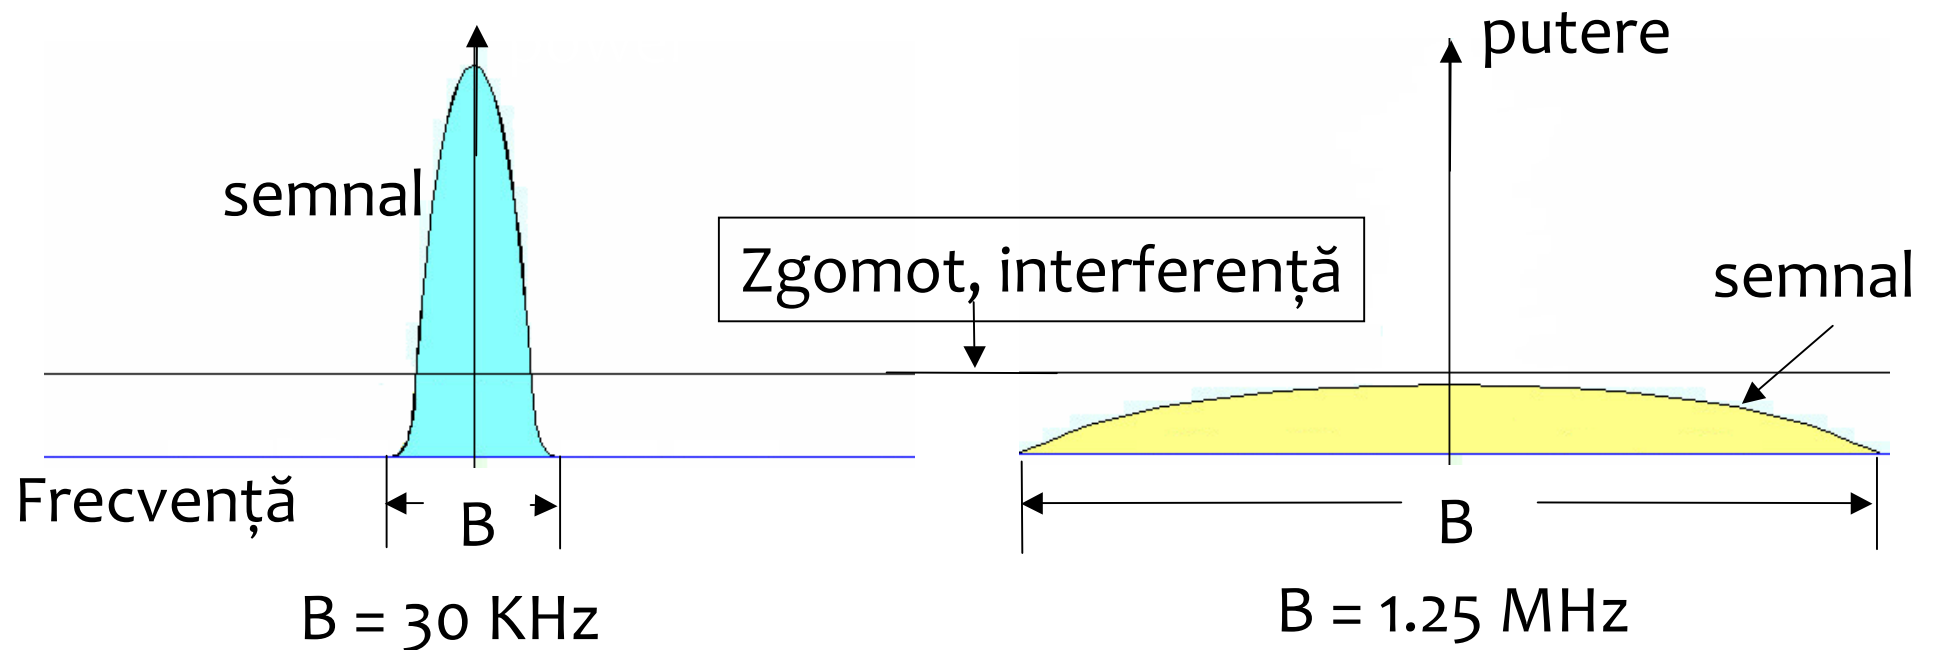 putere
semnal
Zgomot, interferență
semnal
Frecvență
B
B
B = 30 KHz
B = 1.25 MHz